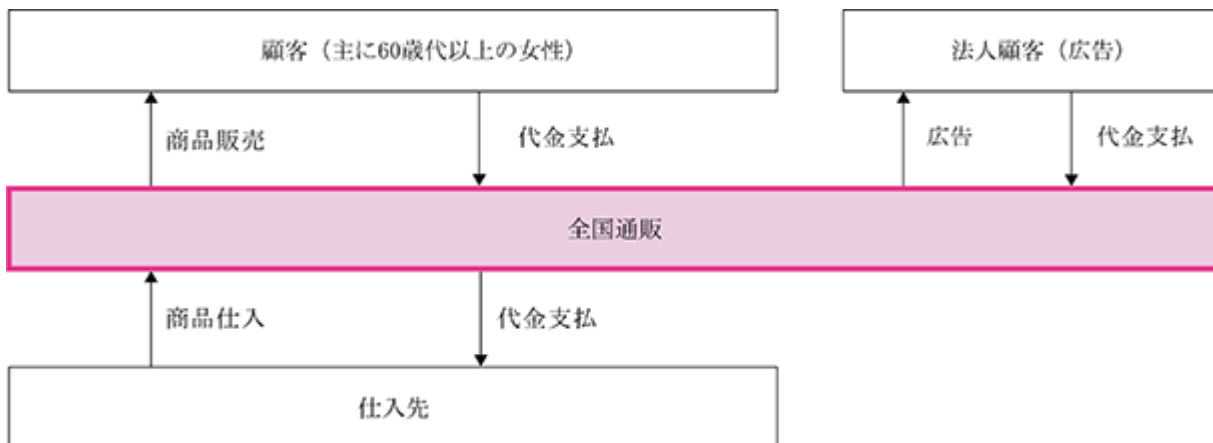 顧客（主に60歳代以上の女性）
法人顧客（広告）
商品販売
代金支払
広告
代金支払
全国通販
商品仕入
代金支払
仕入先